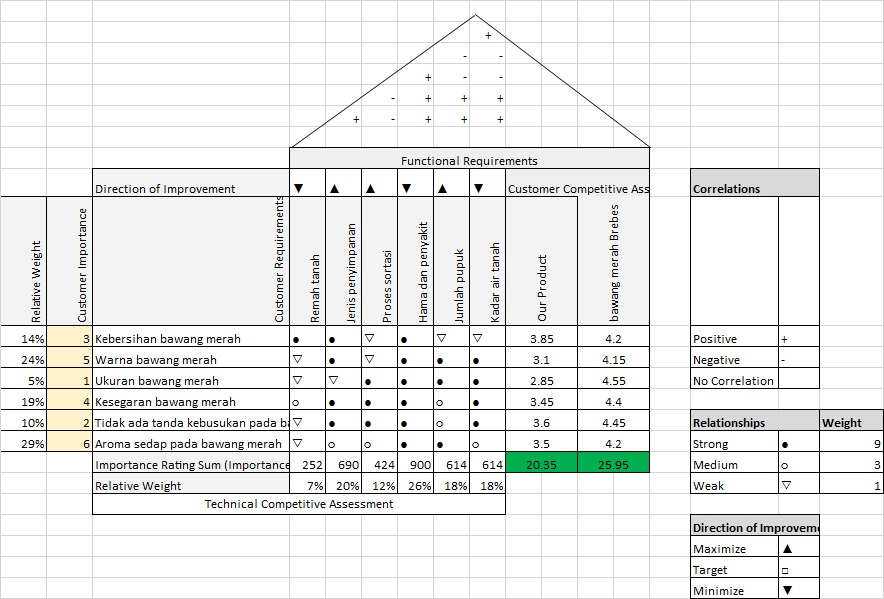 +
- -
+ - -
- + + +
+ - + + +
Functional Requirements
Direction of Improvement ▼ ▲ ▲ ▼ ▲ ▼ Customer Competitive Ass Correlations
Relative Weight Customer Importance Customer Requirements Remah tanah Jenis penyimpanan Proses sortasi Hama dan penyakit Jumlah pupuk Kadar air tanah Our Product bawang merah Brebes
14% 3 Kebersihan bawang merah ● ● ▽ ● ▽ ▽ 3.85 4.2 Positive +
24% 5 Warna bawang merah ▽ ● ▽ ● ● ● 3.1 4.15 Negative -
5% 1 Ukuran bawang merah ▽ ▽ ● ● ● ● 2.85 4.55 No Correlation
19% 4 Kesegaran bawang merah ○ ● ● ● ○ ● 3.45 4.4
10% 2 Tidak ada tanda kebusukan pada ba ▽ ● ● ● ○ ● 3.6 4.45 Relationships Weight
29% 6 Aroma sedap pada bawang merah ▽ ○ ○ ● ● ○ 3.5 4.2 Strong ● 9
Importance Rating Sum (Importance 252 690 424 900 614 614 20.35 25.95 Medium ○ 3
Relative Weight 7% 20% 12% 26% 18% 18% Weak ▽ 1
Technical Competitive Assessment
Direction of Improvem
Maximize ▲
Target □
Minimize ▼